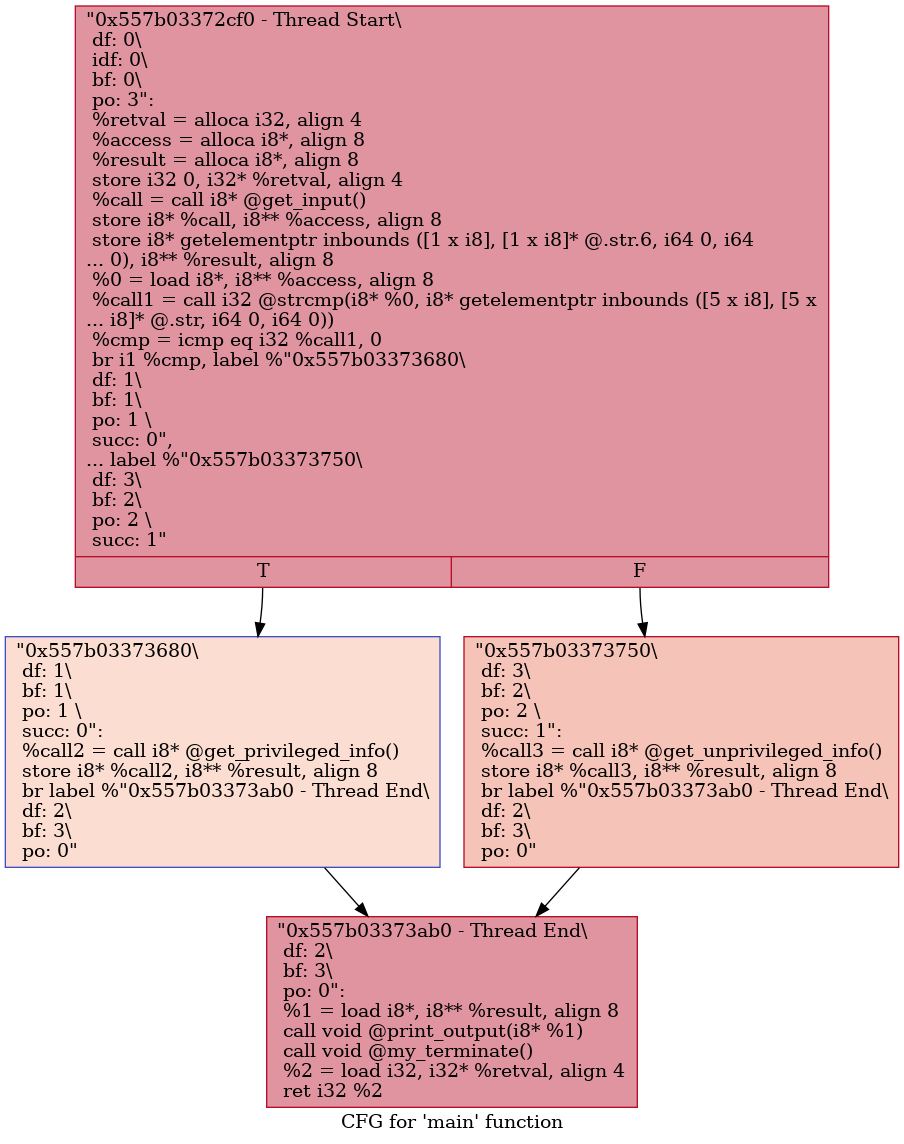 "0x557b03372cf0 - Thread Start\
df: 0\
idf: 0\
bf: 0\
po: 3":
%retval = alloca i32, align 4
%access = alloca i8*, align 8
%result = alloca i8*, align 8
store i32 0, i32* %retval, align 4
%call = call i8* @get_input()
store i8* %call, i8** %access, align 8
store i8* getelementptr inbounds ([1 x i8], [1 x i8]* @.str.6, i64 0, i64
... 0), i8** %result, align 8
%0 = load i8*, i8** %access, align 8
%call1 = call i32 @strcmp(i8* %0, i8* getelementptr inbounds ([5 x i8], [5 x
... i8]* @.str, i64 0, i64 0))
%cmp = icmp eq i32 %call1, 0
br i1 %cmp, label %"0x557b03373680\
df: 1\
bf: 1\
po: 1 \
succ: 0",
... label %"0x557b03373750\
df: 3\
bf: 2\
po: 2 \
succ: 1"
T
F
"0x557b03373680\
df: 1\
bf: 1\
po: 1 \
succ: 0":
%call2 = call i8* @get_privileged_info()
store i8* %call2, i8** %result, align 8
br label %"0x557b03373ab0 - Thread End\
df: 2\
bf: 3\
po: 0"
"0x557b03373750\
df: 3\
bf: 2\
po: 2 \
succ: 1":
%call3 = call i8* @get_unprivileged_info()
store i8* %call3, i8** %result, align 8
br label %"0x557b03373ab0 - Thread End\
df: 2\
bf: 3\
po: 0"
"0x557b03373ab0 - Thread End\
df: 2\
bf: 3\
po: 0":
%1 = load i8*, i8** %result, align 8
call void @print_output(i8* %1)
call void @my_terminate()
%2 = load i32, i32* %retval, align 4
ret i32 %2
CFG for 'main' function